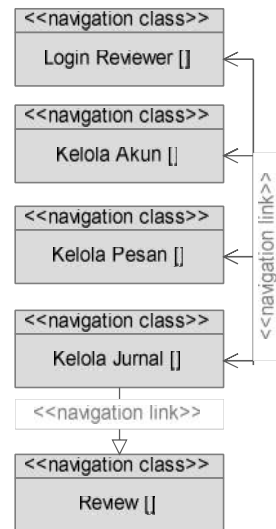 <<navigation class>>
Login Reviewer []
<<navigation class>>
Kelola Akun []
<<navigation class>>
Kelola Pesan []
<<navigation link>>
<<navigation class>>
Kelola Jurnal []
<<navigation link>>
<<navigation class>>
Review []